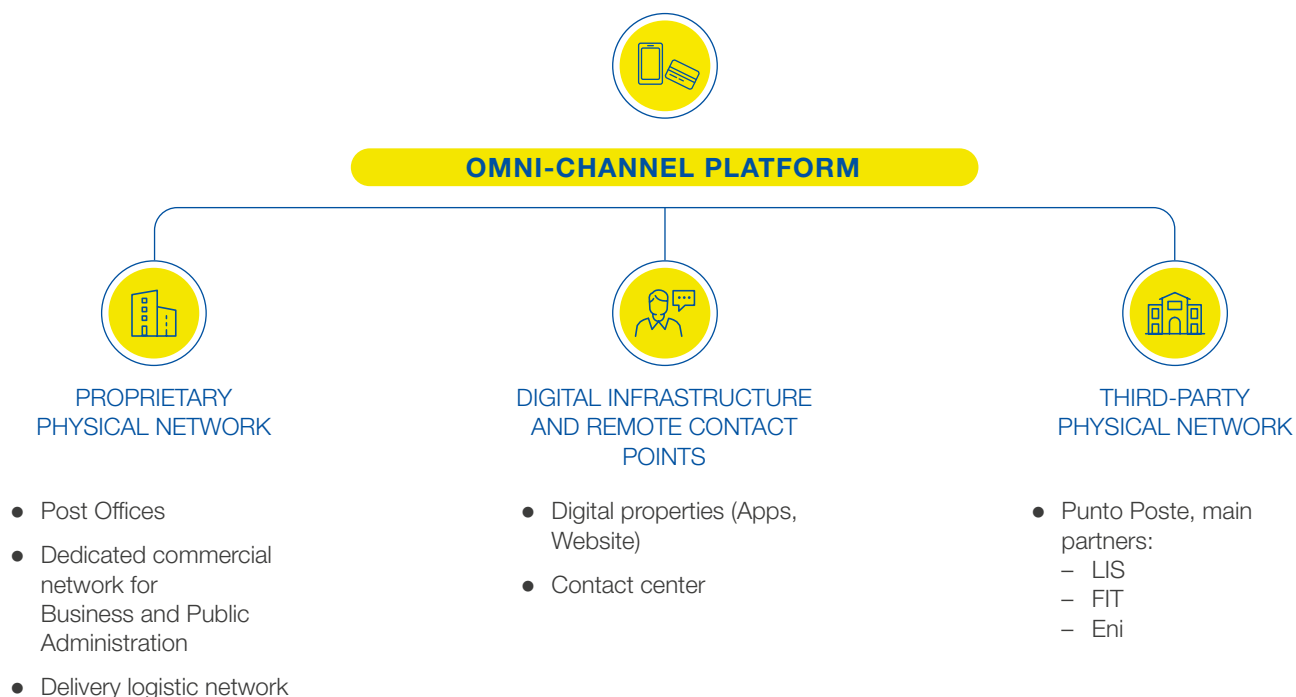 OMNI-CHANNEL PLATFORM
PROPRIETARY
PHYSICAL NETWORK
● Post Offices
● Dedicated commercial
network for
Business and Public
Administration
● Delivery logistic network
DIGITAL INFRASTRUCTURE
AND REMOTE CONTACT
POINTS
● Digital properties (Apps,
Website)
● Contact center
THIRD-PARTY
PHYSICAL NETWORK
● Punto Poste, main
partners:
– LIS
– FIT
– Eni